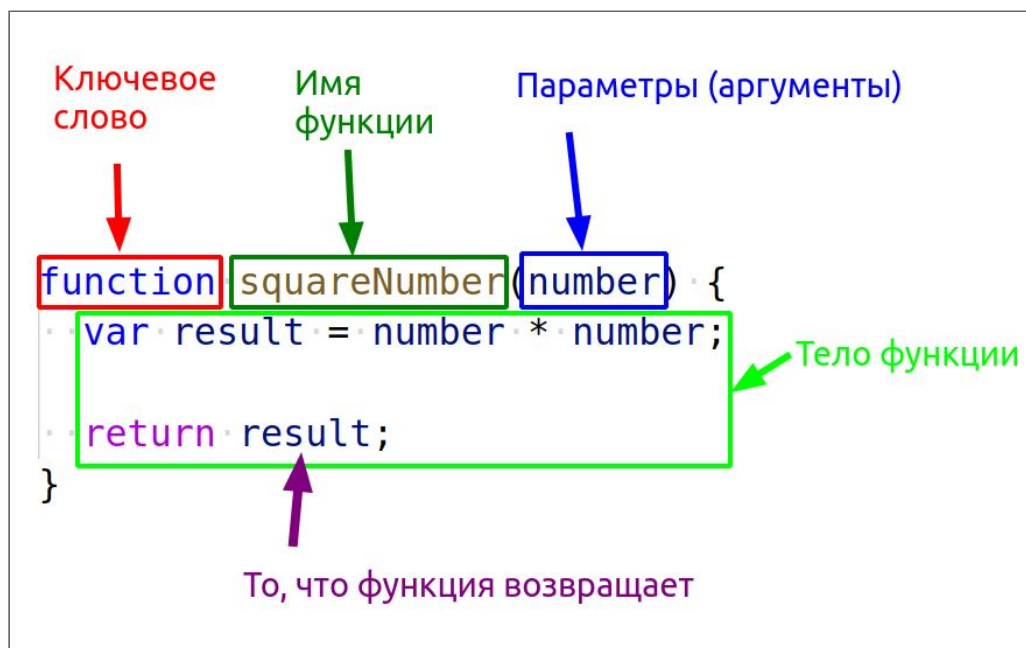 Ключевое
слово
Имя
функции
Параметры (аргументы)
function squareNumber(number) {
var result = number * number;
Тело функции
return result;
}
То, что функция возвращает